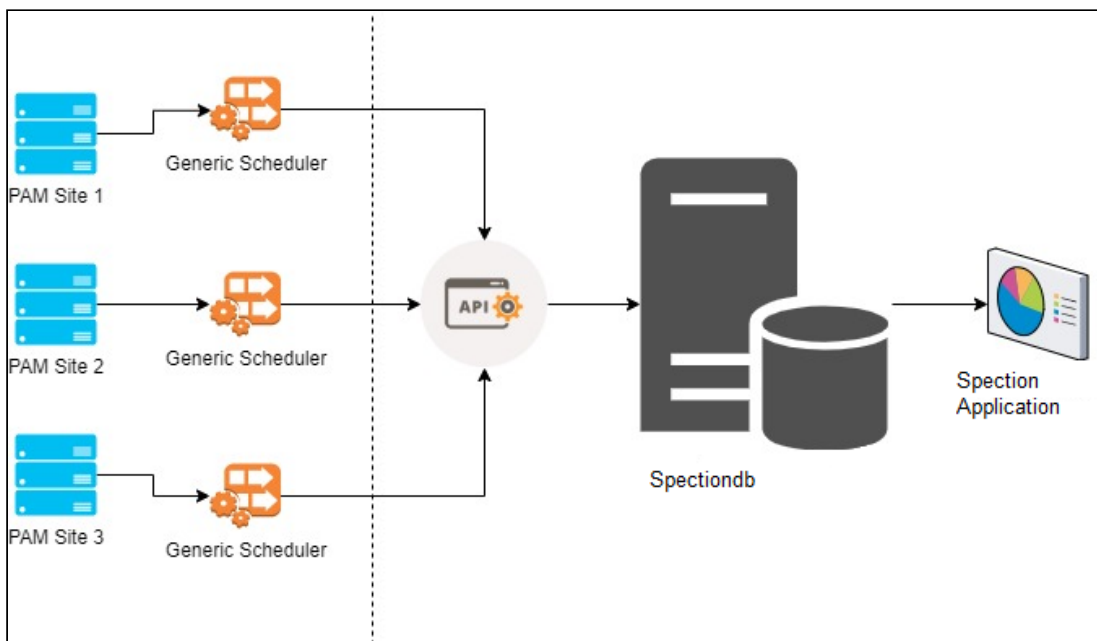 PAM Site 1
Generic Scheduler
PAM Site 2
Generic Scheduler
PAM Site 3
Generic Scheduler
API
Spectiondb
Spection
Application